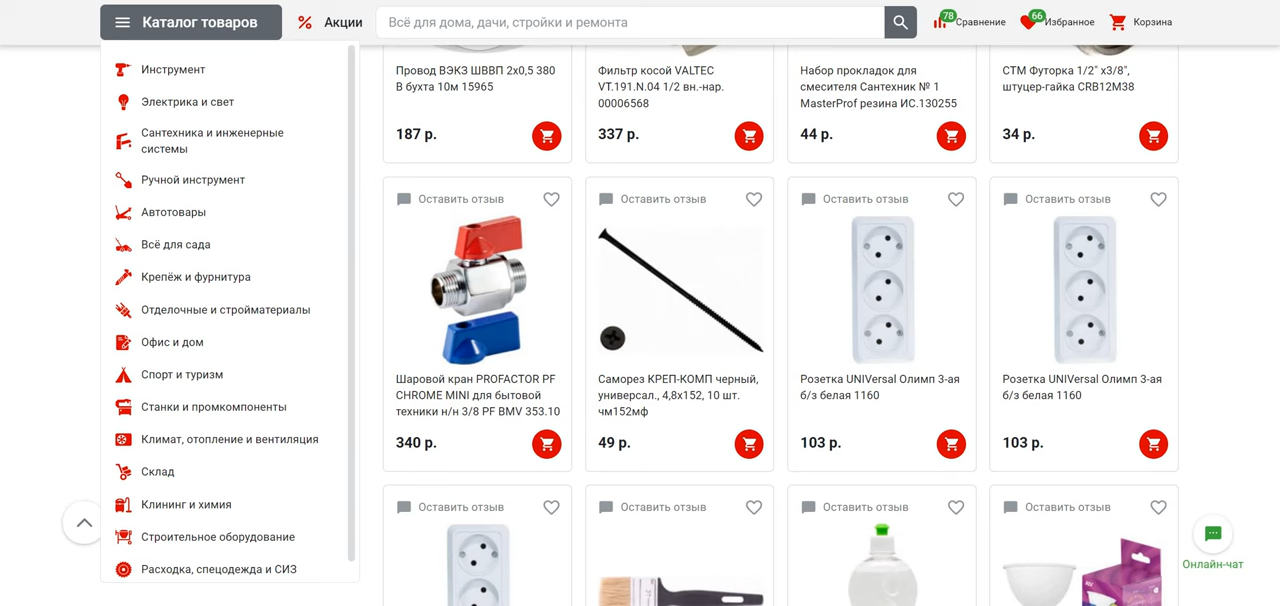 Каталог товаров
% Акции
Всё для дома, дачи, стройки и ремонта
78
Сравнение
66
Избранное
Корзина
Инструмент
Электрика и свет
Сантехника и инженерные
системы
Ручной инструмент
Автотовары
Всё для сада
Крепёж и фурнитура
Отделочные и стройматериалы
Офис и дом
Спорт и туризм
Станки и промкомпоненты
Климат, отопление и вентиляция
Склад
Клининг и химия
Строительное оборудование
Расходка, спецодежда и СИЗ
Провод ВЭКЗ ШВВП 2х0,5 380
В бухта 10м 15965
187 р.
Фильтр косой VALTEC
VT.191.N.04 1/2 вн.-нар.
00006568
337 р.
Набор прокладок для
смесителя Сантехник № 1
MasterProf резина ИС.130255
44 р.
СТМ Футорка 1/2" х3/8",
штуцер-гайка CRB12M38
34 р.
Оставить отзыв
Шаровой кран PROFACTOR PF
CHROME MINI для бытовой
техники н/н 3/8 PF BMV 353.10
340 р.
Оставить отзыв
Саморез КРЕП-КОМП черный,
универсал., 4,8х152, 10 шт.
чм152мф
49 р.
Оставить отзыв
Розетка UNIVersal Олимп 3-ая
б/з белая 1160
103 р.
Оставить отзыв
Розетка UNIVersal Олимп 3-ая
б/з белая 1160
103 р.
Оставить отзыв
Оставить отзыв
Оставить отзыв
Оставить отзыв
Онлайн-чат